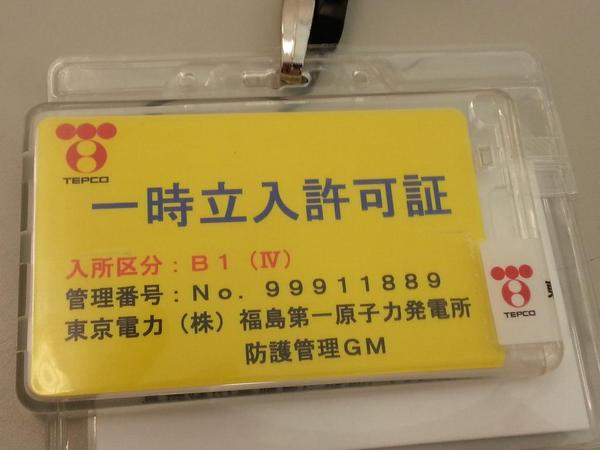 TEPCO
一時立入許可証
入所区分：B1（Ⅳ）
管理番号：No. 99911889
東京電力（株）福島第一原子力発電所
防護管理GM
TEPCO